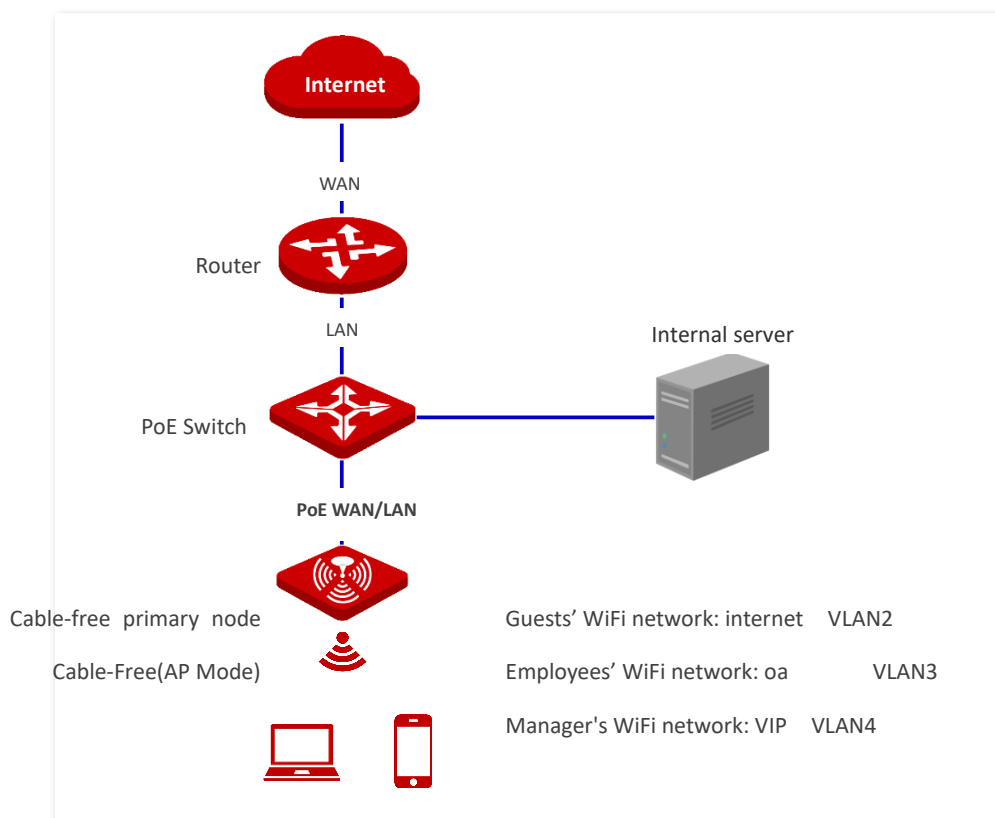 Internet
WAN
Router
LAN
Internal server
PoE Switch
PoE WAN/LAN
Cable-free primary node
Guests’ WiFi network: internet VLAN2
Cable-Free(AP Mode)
Employees’ WiFi network: oa VLAN3
Manager's WiFi network: VIP VLAN4